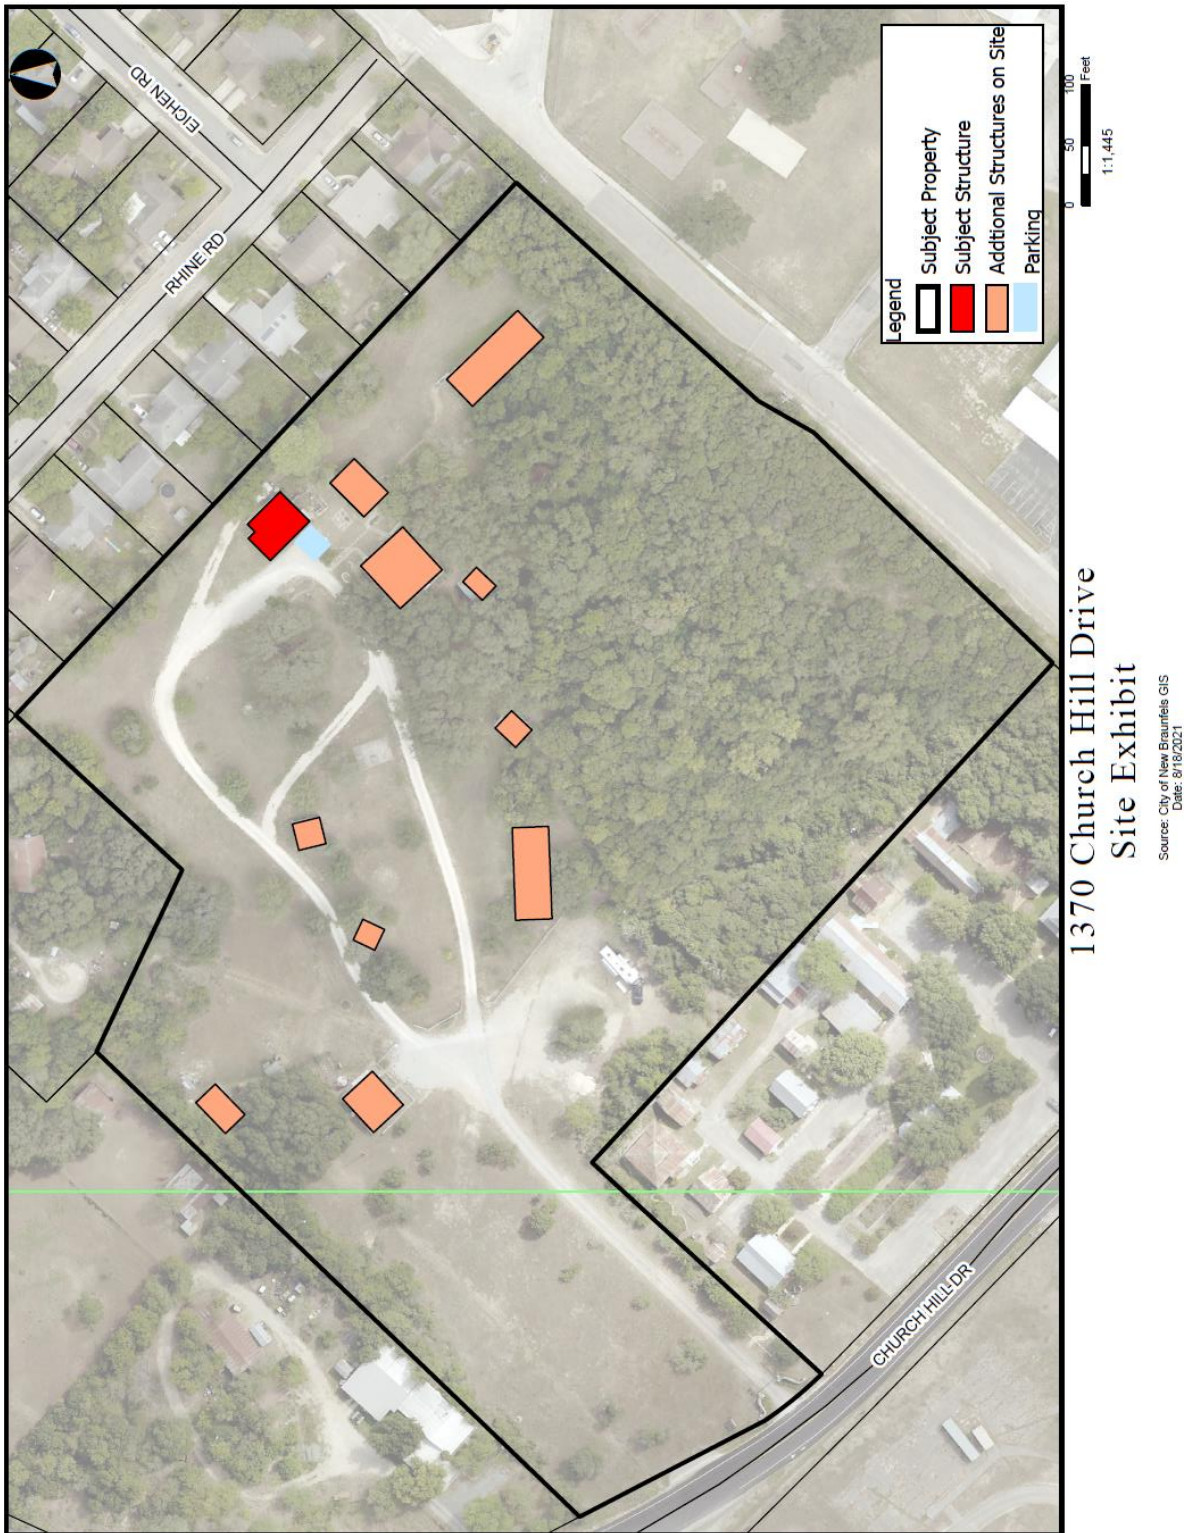 EICHEN RD
RHINE RD
CHURCH HILL DR
Legend
Subject Property
Subject Structure
Addtional Structures on Site
Parking
0 50 100
Feet
1:1,445
1370 Church Hill Drive
Site Exhibit
Source: City of New Braunfels GIS
Date: 8/18/2021